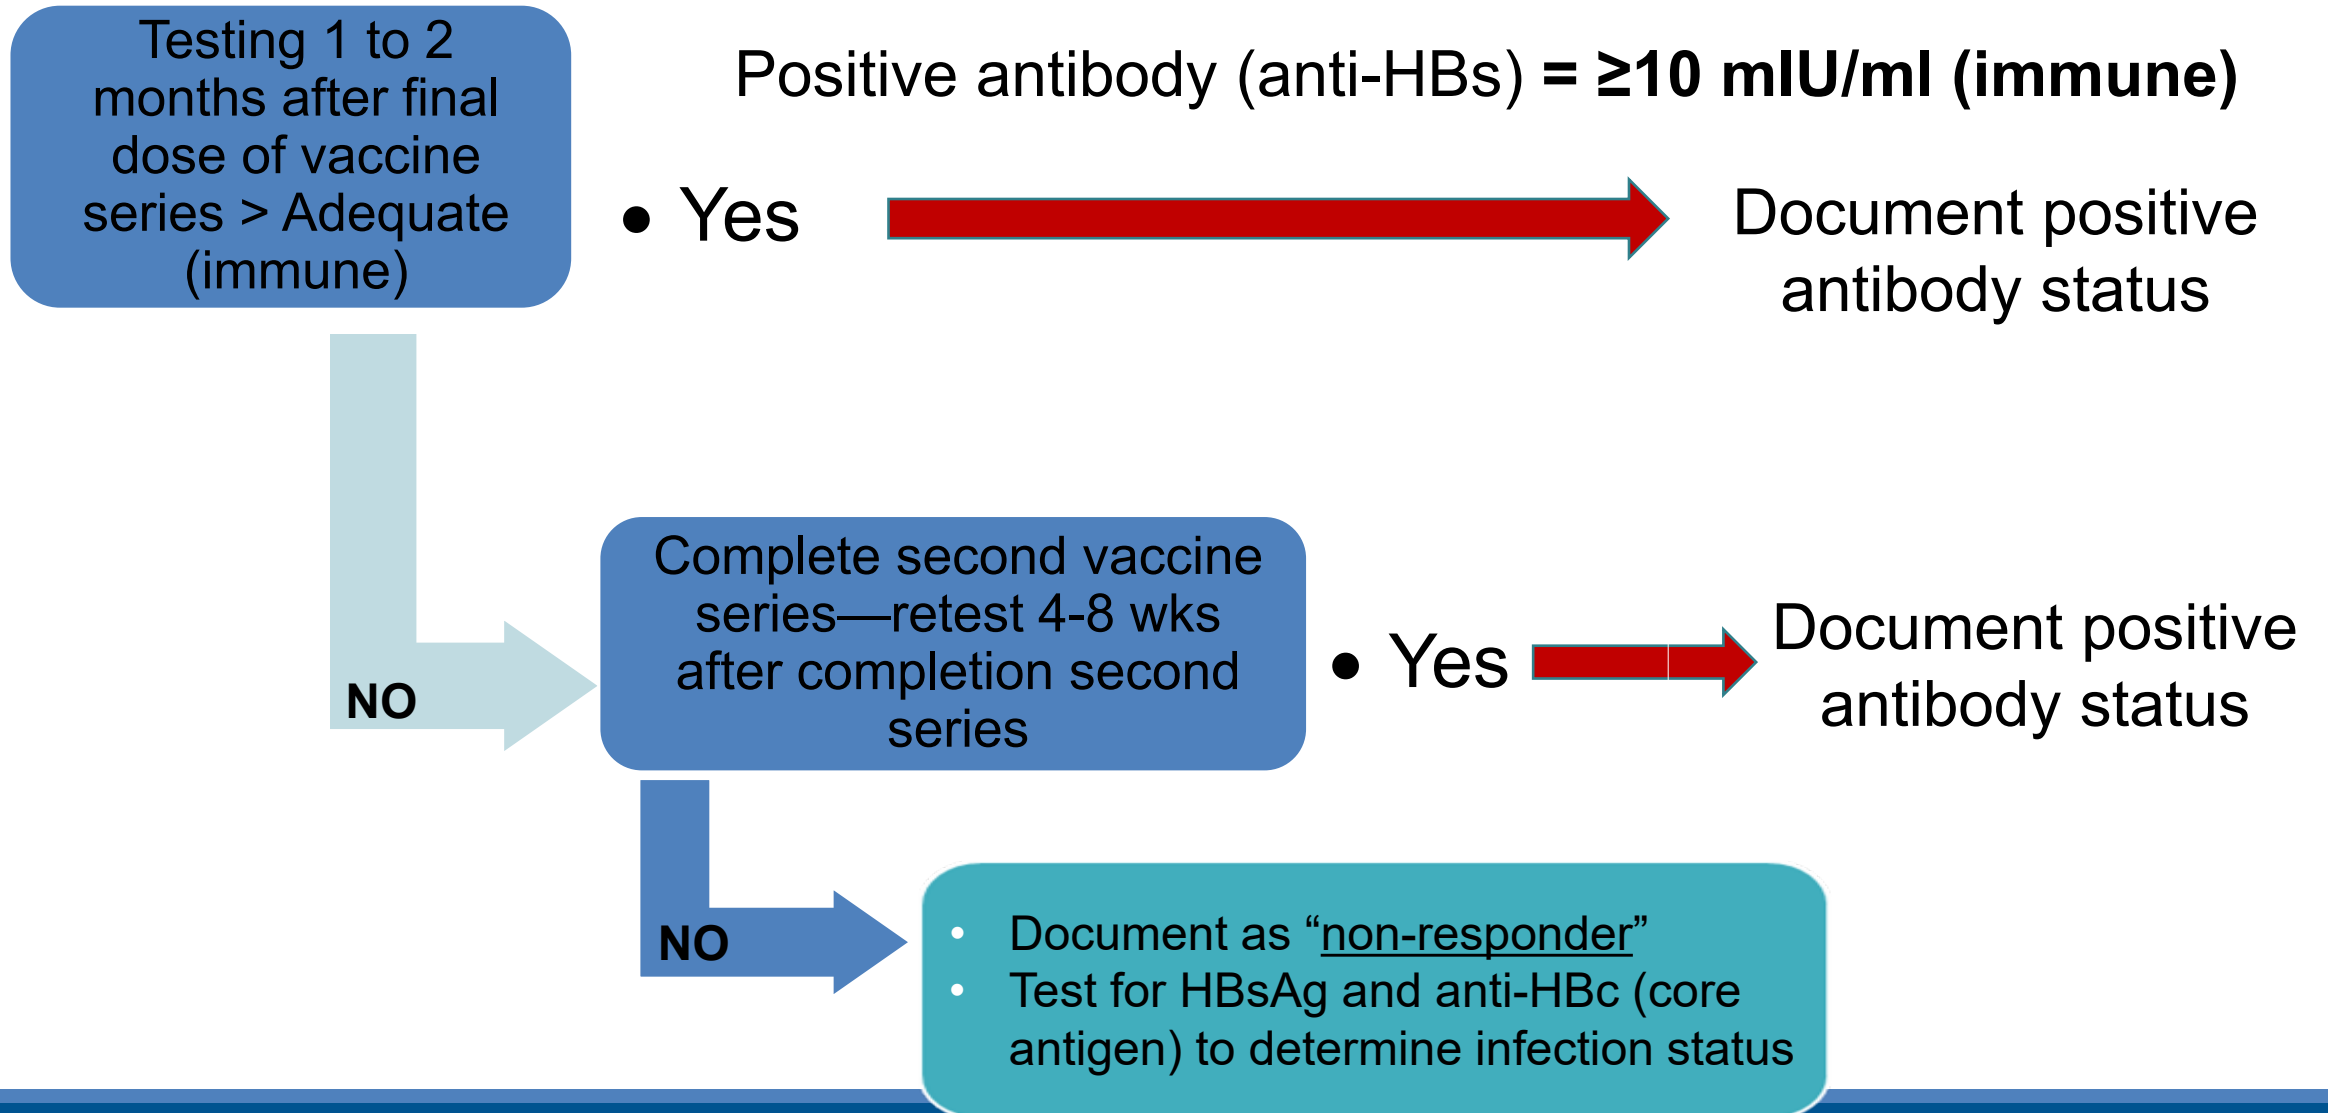 Testing 1 to 2
months after final
dose of vaccine
series > Adequate
(immune)
Positive antibody (anti-HBs) = ≥10 mIU/ml (immune)
• Yes
Document positive
antibody status
NO
Complete second vaccine
series—retest 4-8 wks
after completion second
series
• Yes
Document positive
antibody status
NO
• Document as “non-responder”
• Test for HBsAg and anti-HBc (core
antigen) to determine infection status